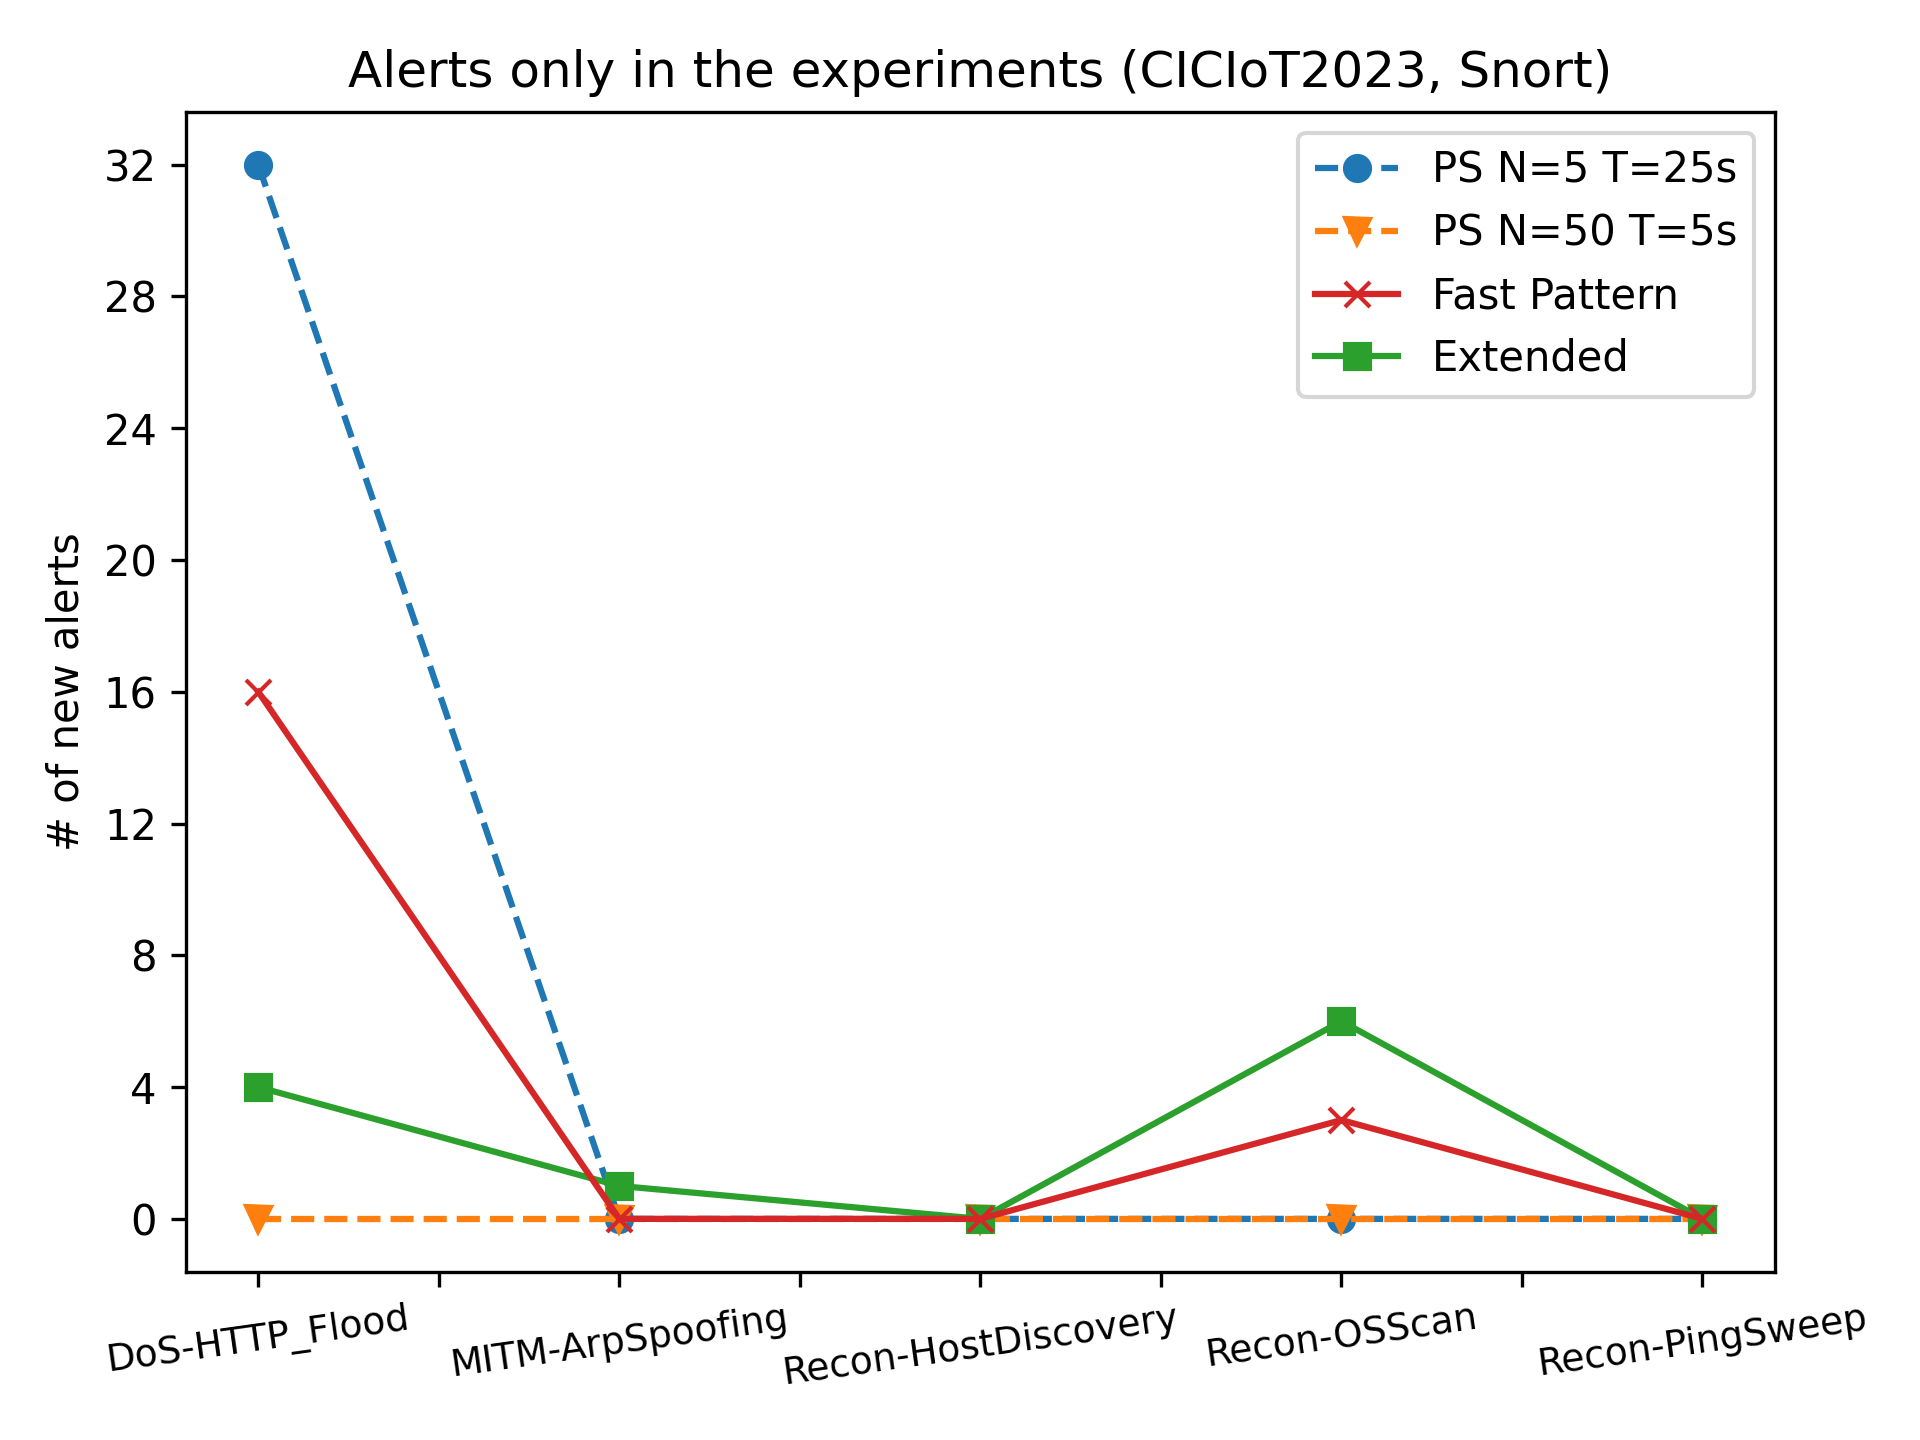 Alerts only in the experiments (CICIoT2023, Snort)
PS N=5 T=25s
PS N=50 T=5s
Fast Pattern
Extended
# of new alerts
32
28
24
20
16
12
8
4
0
DoS-HTTP_Flood
MITM-ArpSpoofing
Recon-HostDiscovery
Recon-OSScan
Recon-PingSweep